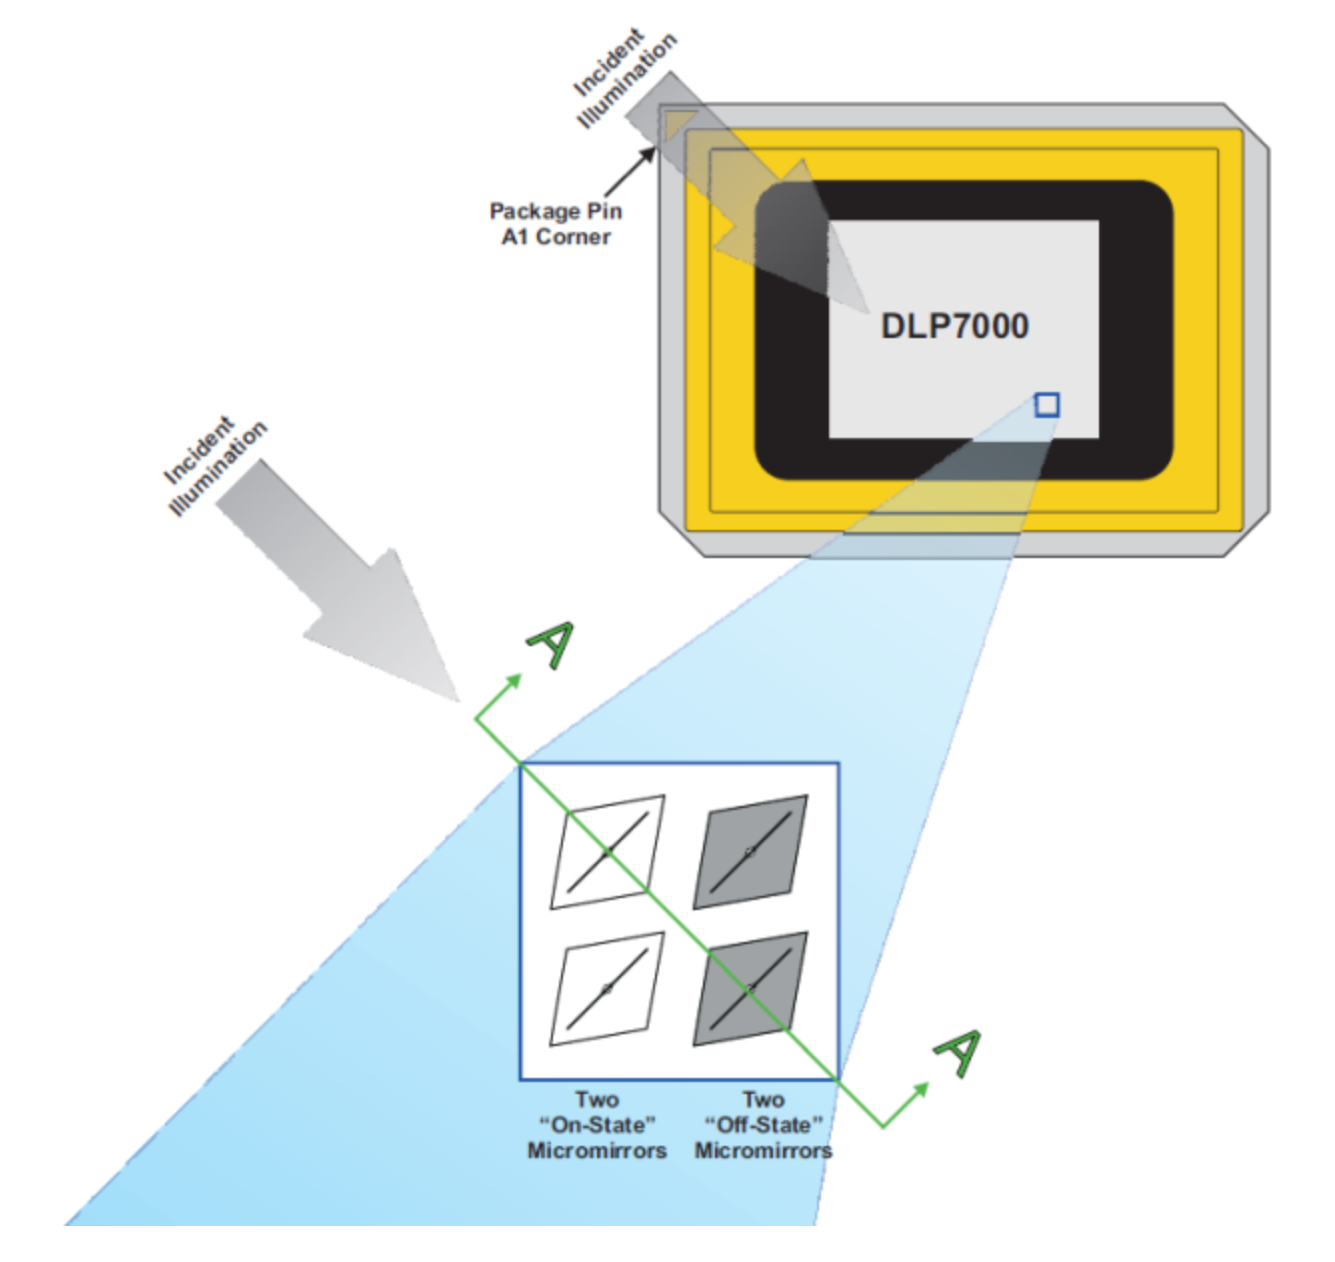 Incident
Illumination
Package Pin
A1 Corner
DLP7000
Incident
Illumination
A
A
Two
“On-State”
Micromirrors
Two
“Off-State”
Micromirrors